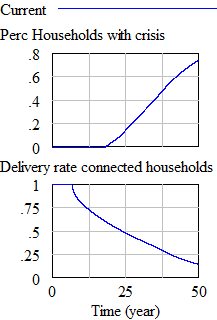 Current
Perc Households with crisis
.8
.6
.4
.2
0
Delivery rate connected households
1
.75
.5
.25
0
0 25 50
Time (year)